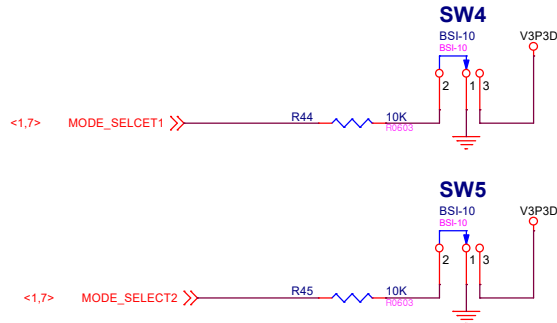 SW4
BSI-10 V3P3D
BSI-10
2 1 3
<1,7> MODE_SELCET1 R44 10K
R0603
SW5
BSI-10 V3P3D
BSI-10
2 1 3
<1,7> MODE_SELECT2 R45 10K
R0603